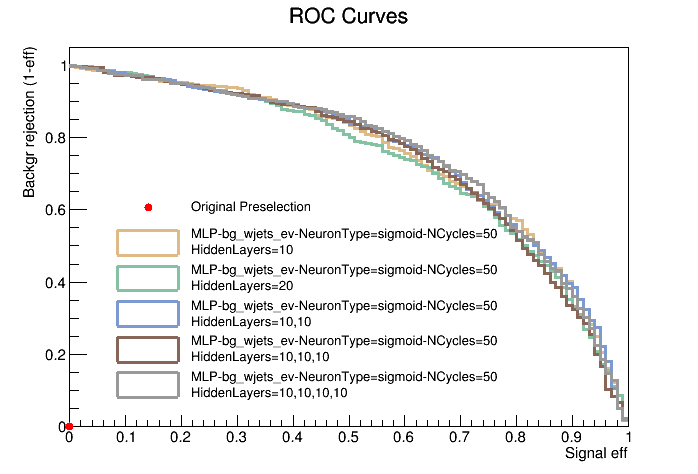 ROC Curves
Backgr rejection (1-eff)
1
0.8
0.6
0.4
0.2
0
Original Preselection
MLP-bg_wjets_ev-NeuronType=sigmoid-NCycles=50
HiddenLayers=10
MLP-bg_wjets_ev-NeuronType=sigmoid-NCycles=50
HiddenLayers=20
MLP-bg_wjets_ev-NeuronType=sigmoid-NCycles=50
HiddenLayers=10,10
MLP-bg_wjets_ev-NeuronType=sigmoid-NCycles=50
HiddenLayers=10,10,10
MLP-bg_wjets_ev-NeuronType=sigmoid-NCycles=50
HiddenLayers=10,10,10,10
0 0.1 0.2 0.3 0.4 0.5 0.6 0.7 0.8 0.9 1
Signal eff